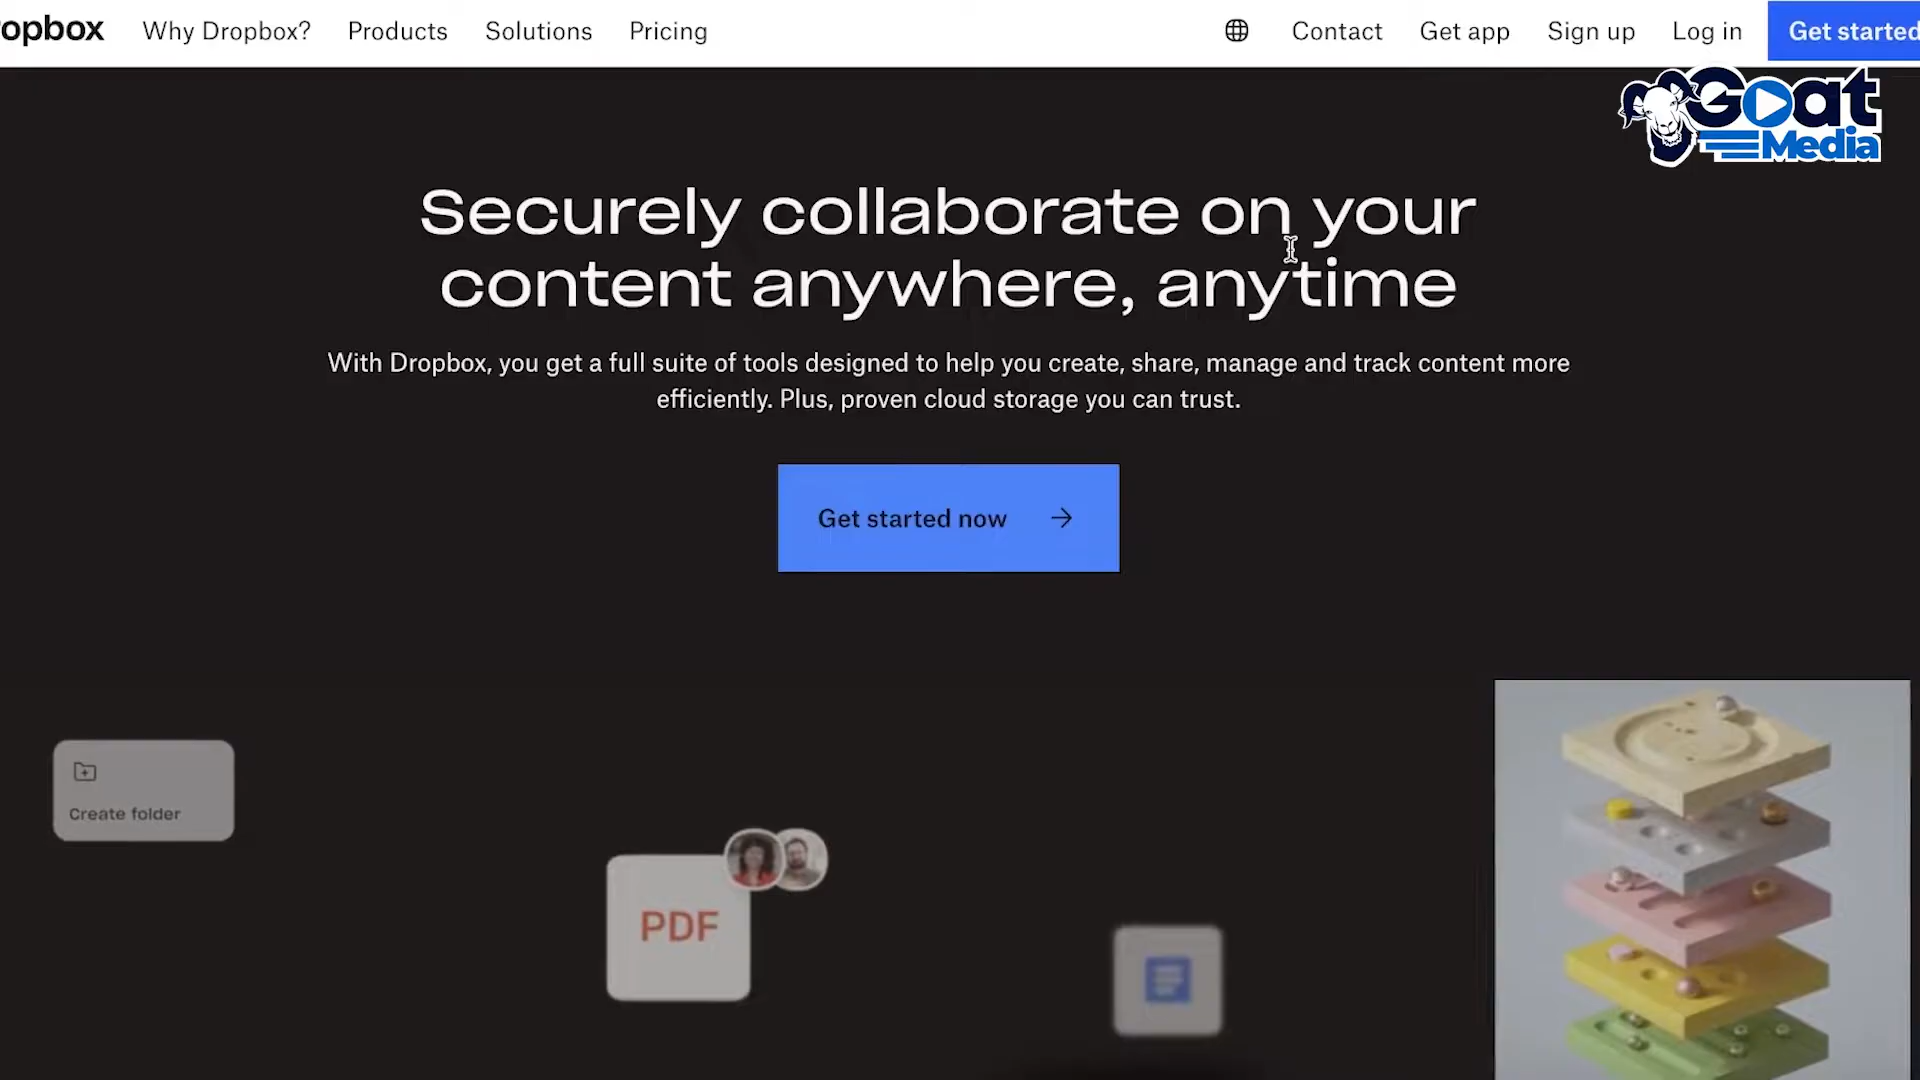 opbox
Why Dropbox? Products Solutions Pricing Contact Get app Sign up Log in Get started
Goat
Media
Securely collaborate on your
content anywhere, anytime
With Dropbox, you get a full suite of tools designed to help you create, share, manage and track content more
efficiently. Plus, proven cloud storage you can trust.
Get started now
Create folder
PDF